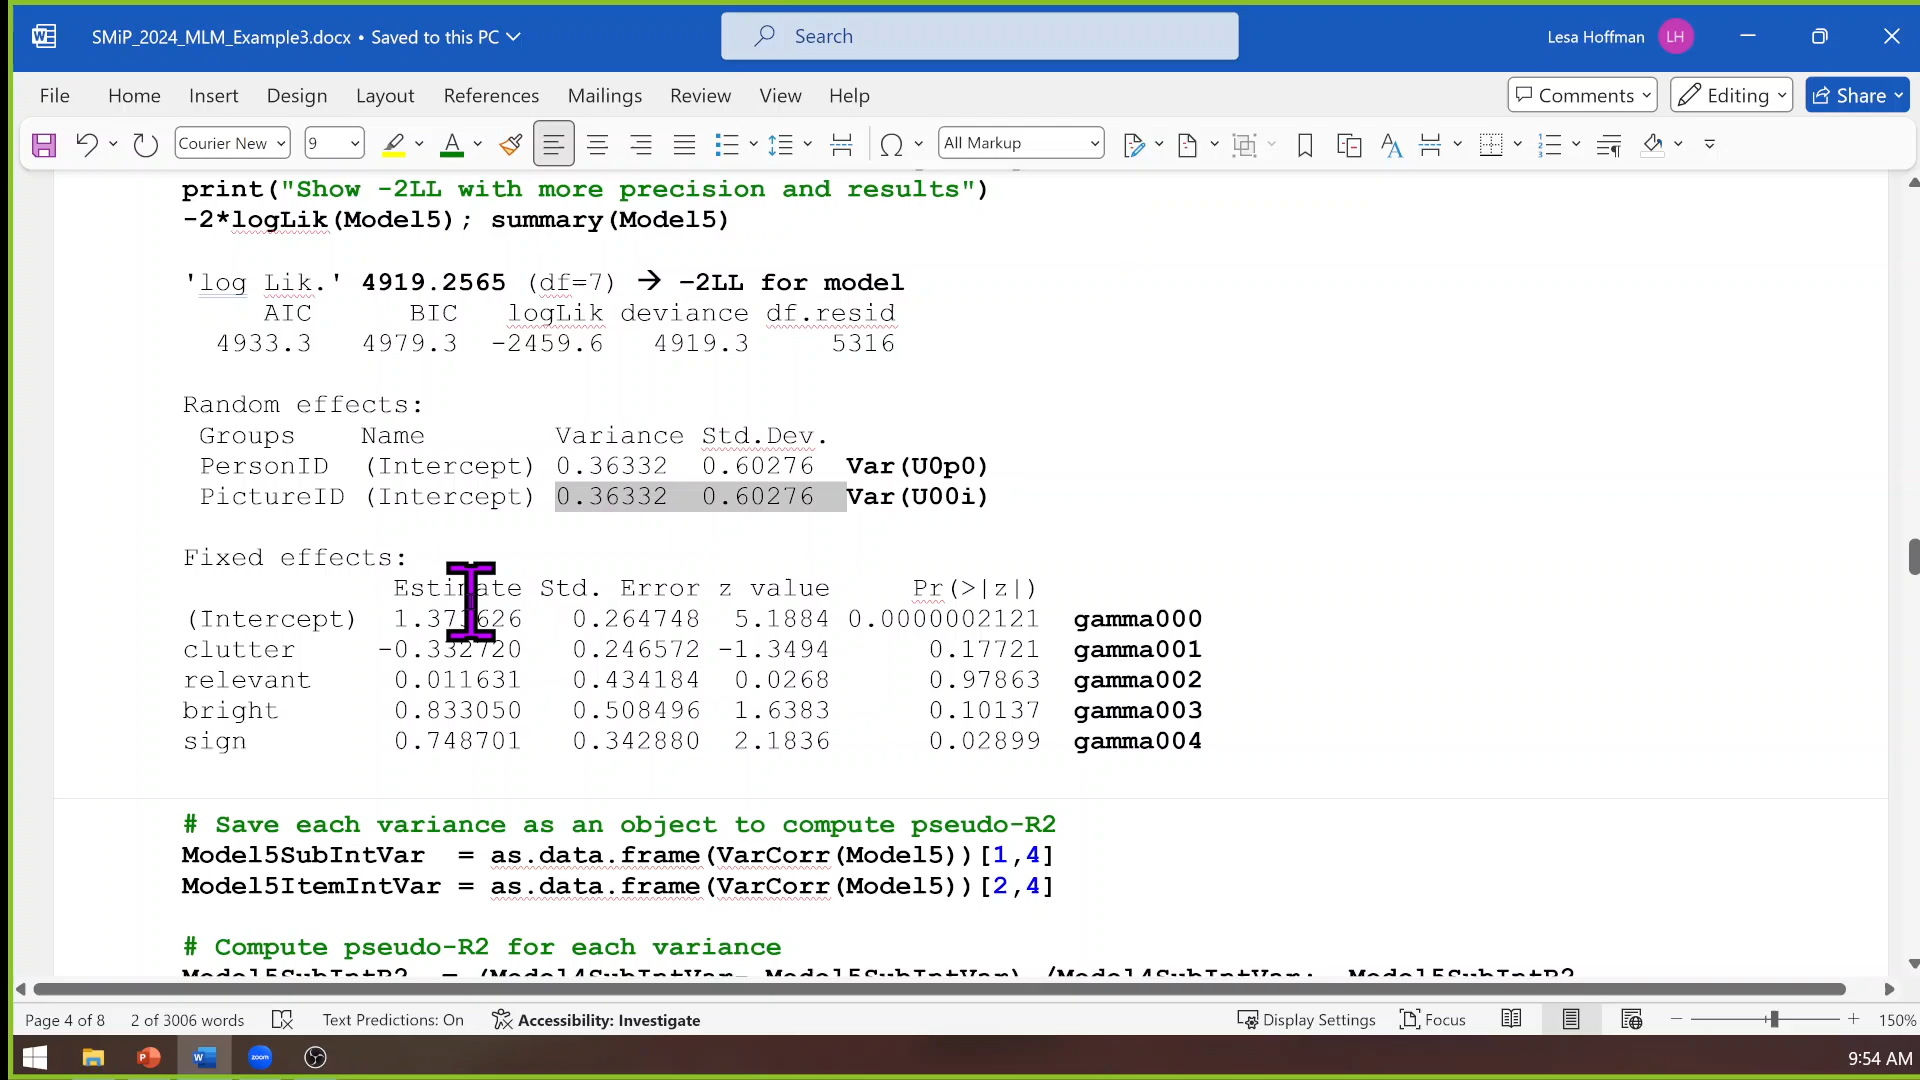 SMiP_2024_MLM_Example3.docx • Saved to this PC
Search
Lesa Hoffman
LH
File Home Insert Design Layout References Mailings Review View Help
Comments Editing Share
Courier New 9 All Markup
print("Show -2LL with more precision and results")
-2*logLik(Model5); summary(Model5)
'log Lik.' 4919.2565 (df=7) → -2LL for model
AIC BIC logLik deviance df.resid
4933.3 4979.3 -2459.6 4919.3 5316
Random effects:
Groups Name Variance Std.Dev.
PersonID (Intercept) 0.36332 0.60276 Var(U0p0)
PictureID (Intercept) 0.36332 0.60276 Var(U00i)
Fixed effects:
Estimate Std. Error z value Pr(>|z|)
(Intercept) 1.373626 0.264748 5.1884 0.0000002121 gamma000
clutter -0.332720 0.246572 -1.3494 0.17721 gamma001
relevant 0.011631 0.434184 0.0268 0.97863 gamma002
bright 0.833050 0.508496 1.6383 0.10137 gamma003
sign 0.748701 0.342880 2.1836 0.02899 gamma004
# Save each variance as an object to compute pseudo-R2
Model5SubIntVar = as.data.frame(VarCorr(Model5))[1,4]
Model5ItemIntVar = as.data.frame(VarCorr(Model5))[2,4]
# Compute pseudo-R2 for each variance
Model5SubIntR2 = (Model4SubIntVar- Model5SubIntVar) /Model4SubIntVar; Model5SubIntR2
Page 4 of 8 2 of 3006 words Text Predictions: On Accessibility: Investigate Display Settings Focus 150%
zoom
9:54 AM